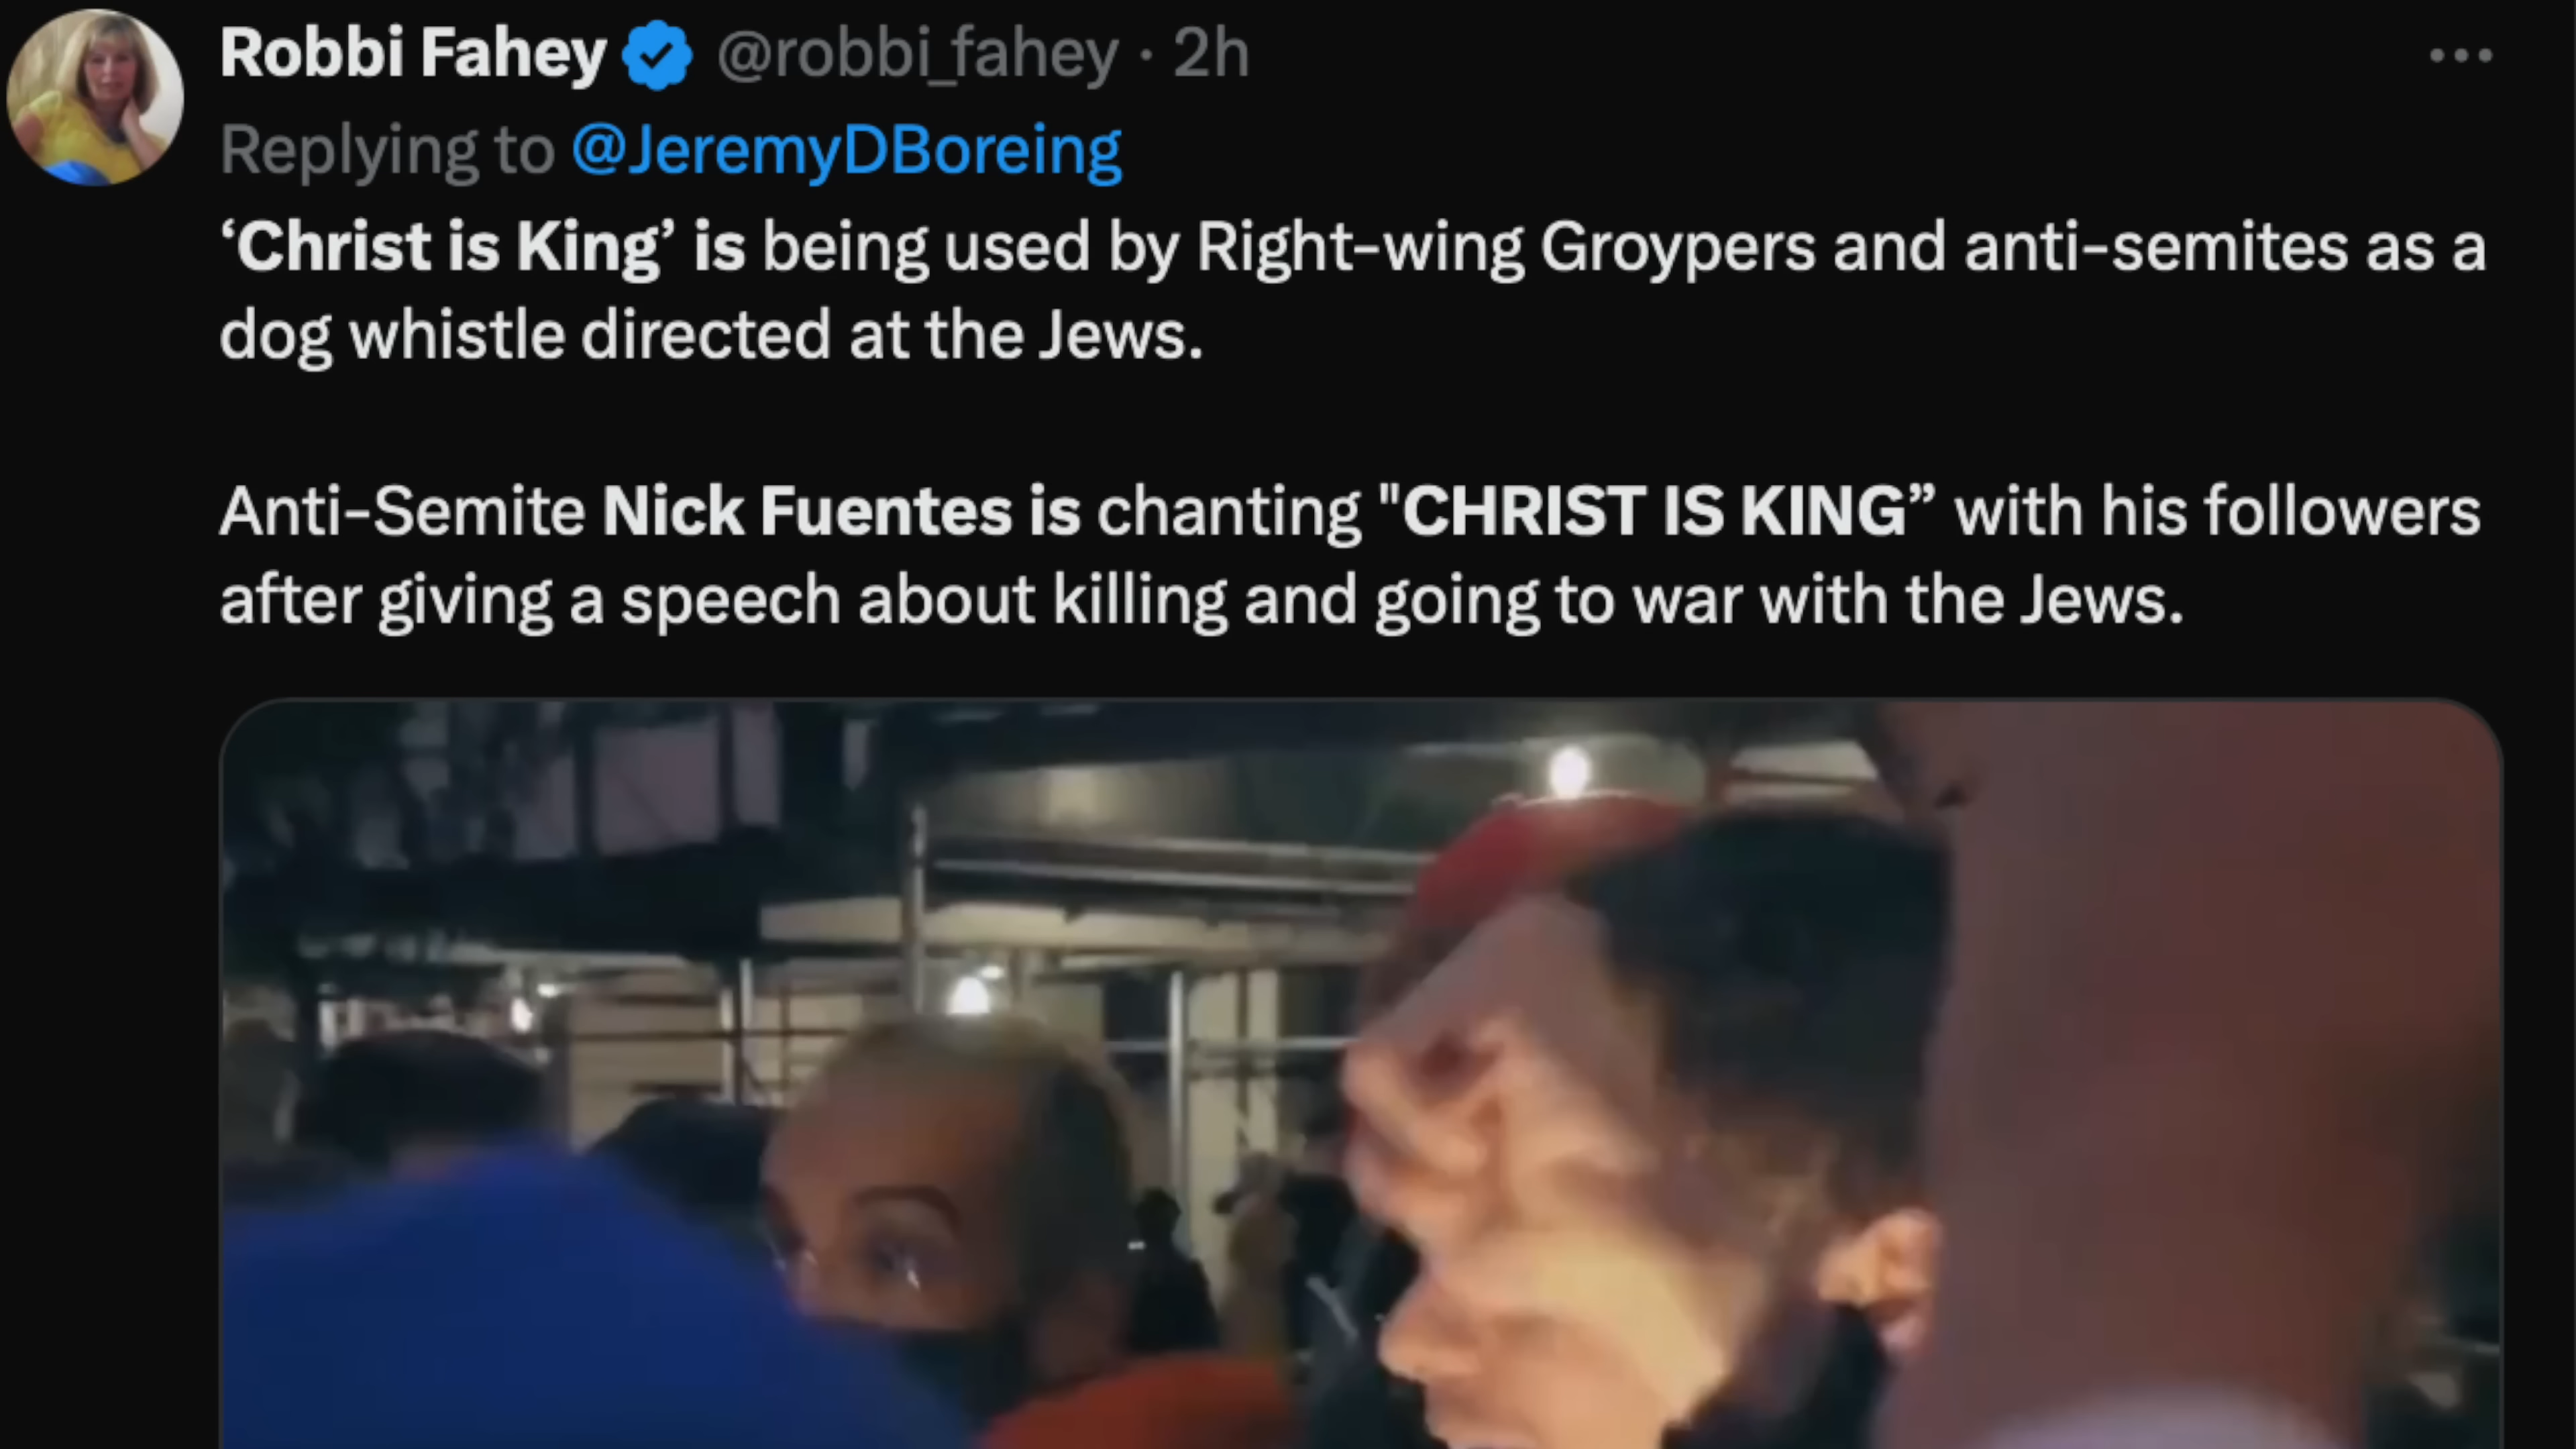 Robbi Fahey @robbi_fahey · 2h
Replying to @JeremyDBoreing
‘Christ is King’ is being used by Right-wing Groypers and anti-semites as a
dog whistle directed at the Jews.
Anti-Semite Nick Fuentes is chanting "CHRIST IS KING” with his followers
after giving a speech about killing and going to war with the Jews.